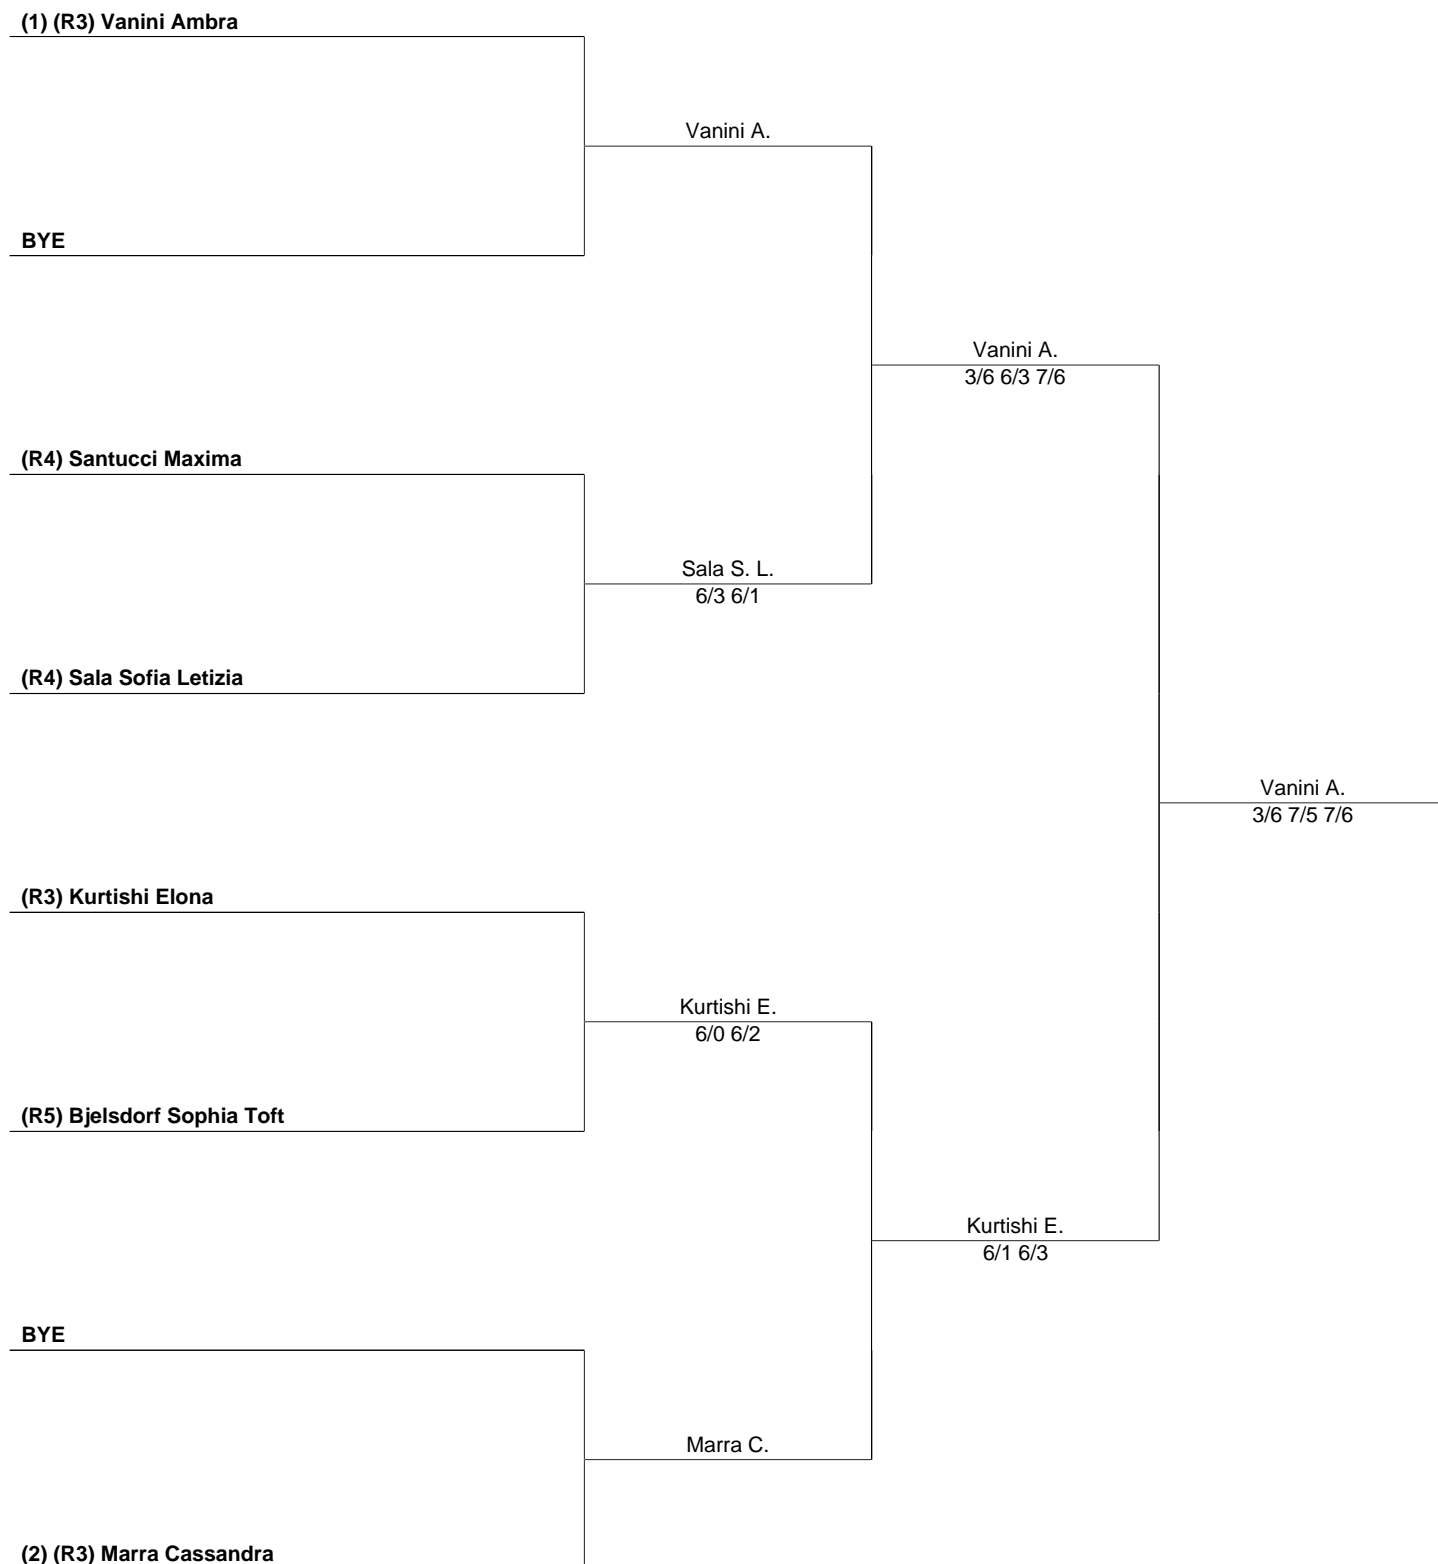 (1) (R3) Vanini Ambra
Vanini A.
BYE
Vanini A.
3/6 6/3 7/6
(R4) Santucci Maxima
Sala S. L.
6/3 6/1
(R4) Sala Sofia Letizia
Vanini A.
3/6 7/5 7/6
(R3) Kurtishi Elona
Kurtishi E.
6/0 6/2
(R5) Bjelsdorf Sophia Toft
Kurtishi E.
6/1 6/3
BYE
Marra C.
(2) (R3) Marra Cassandra